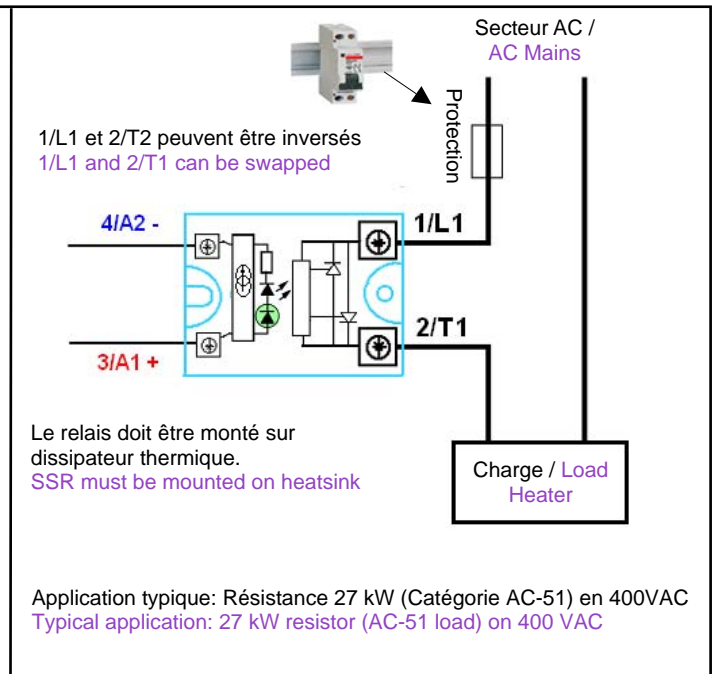 Secteur AC /
AC Mains
Protection
1/L1 et 2/T2 peuvent être inversés
1/L1 and 2/T1 can be swapped
4/A2 -
1/L1
3/A1 +
2/T1
Le relais doit être monté sur
dissipateur thermique.
SSR must be mounted on heatsink
Charge / Load
Heater
Application typique: Résistance 27 kW (Catégorie AC-51) en 400VAC
Typical application: 27 kW resistor (AC-51 load) on 400 VAC